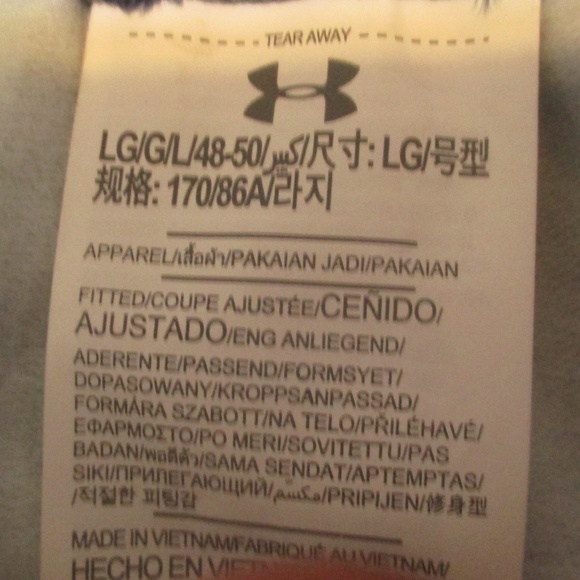 TEAR AWAY
LG/G/L/48-50/كبير/尺寸: LG/号型
规格: 170/86A/라지
APPAREL/เสื้อผ้า/PAKAIAN JADI/PAKAIAN
FITTED/COUPE AJUSTÉE/CEÑIDO/
AJUSTADO/ENG ANLIEGEND/
ADERENTE/PASSEND/FORMSYET/
DOPASOWANY/KROPPSANPASSAD/
FORMÁRA SZABOTT/NA TELO/PŘILÉHAVÉ/
ΕΦΑΡΜΟΣΤΟ/PO MERI/SOVITETTU/PAS
BADAN/พอดีตัว/SAMA SENDAT/APTEMPTAS/
SIKI/ПРИЛЕГАЮЩИЙ/مكسّم/PRIPIJEN/修身型
/적절한 피팅감
MADE IN VIETNAM/FABRIQUÉ AU VIETNAM/
HECHO EN VIETNAM